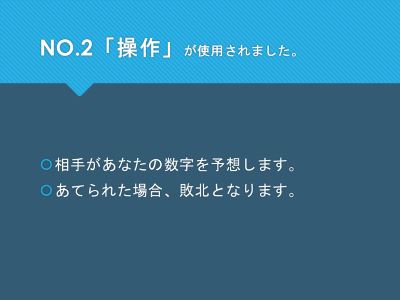 NO.2「操作」が使用されました。
相手があなたの数字を予想します。
あてられた場合、敗北となります。